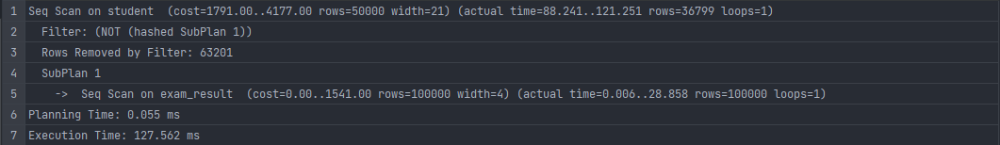 1 Seq Scan on student  (cost=1791.00..4177.00 rows=50000 width=21) (actual time=88.241..121.251 rows=36799 loops=1)
2   Filter: (NOT (hashed SubPlan 1))
3   Rows Removed by Filter: 63201
4   SubPlan 1
5     ->  Seq Scan on exam_result  (cost=0.00..1541.00 rows=100000 width=4) (actual time=0.006..28.858 rows=100000 loops=1)
6 Planning Time: 0.055 ms
7 Execution Time: 127.562 ms